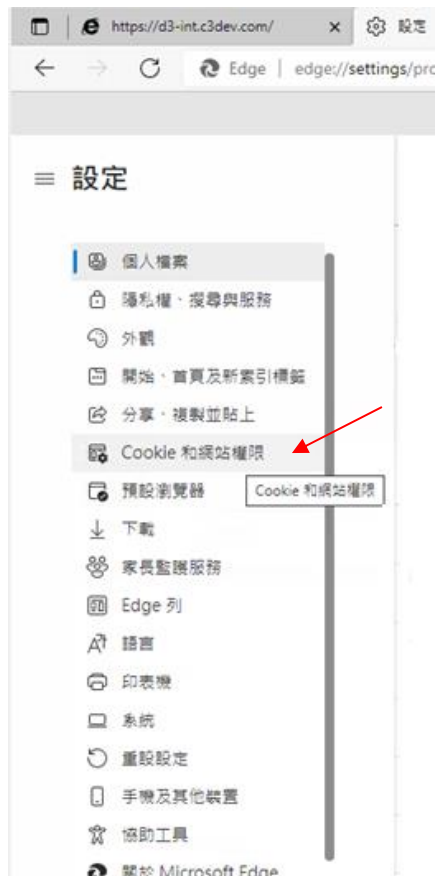 https://d3-int.c3dev.com/
設定
Edge | edge://settings/pro
設定
個人檔案
隱私權、搜尋與服務
外觀
開始、首頁及新索引標籤
分享、複製並貼上
Cookie 和網站權限
預設瀏覽器
Cookie 和網站權限
下載
家長監護服務
Edge 列
語言
印表機
系統
重設設定
手機及其他裝置
協助工具
關於 Microsoft Edge